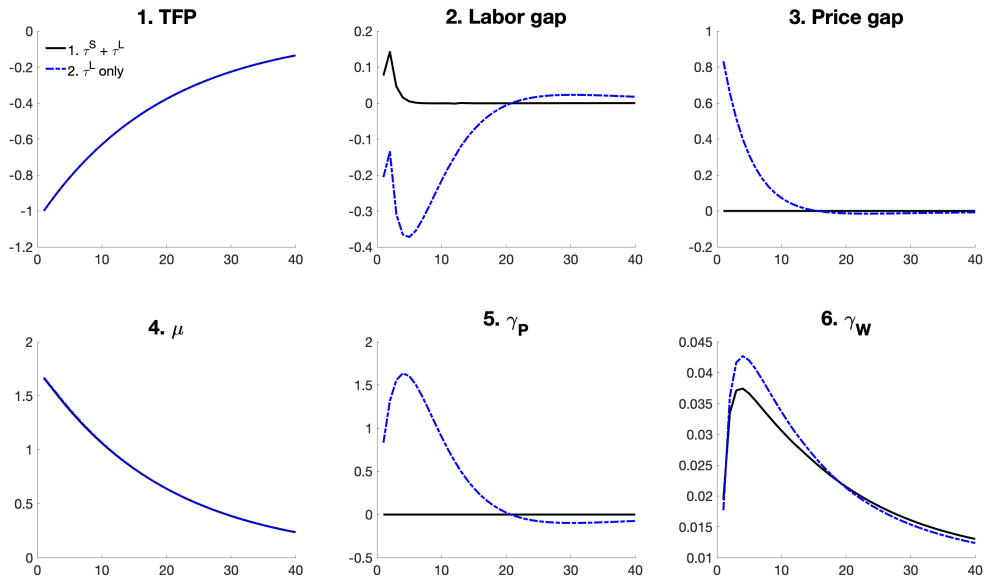 1. TFP
2. Labor gap
3. Price gap
0
-0.2
-0.4
-0.6
-0.8
-1
-1.2
0 10 20 30 40
1. τ^S + τ^L
2. τ^L only
0.2
0.1
0
-0.1
-0.2
-0.3
-0.4
0 10 20 30 40
1
0.8
0.6
0.4
0.2
0
-0.2
0 10 20 30 40
4. μ
5. γ_P
6. γ_W
2
1.5
1
0.5
0
0 10 20 30 40
2
1.5
1
0.5
0
-0.5
0 10 20 30 40
0.045
0.04
0.035
0.03
0.025
0.02
0.015
0.01
0 10 20 30 40